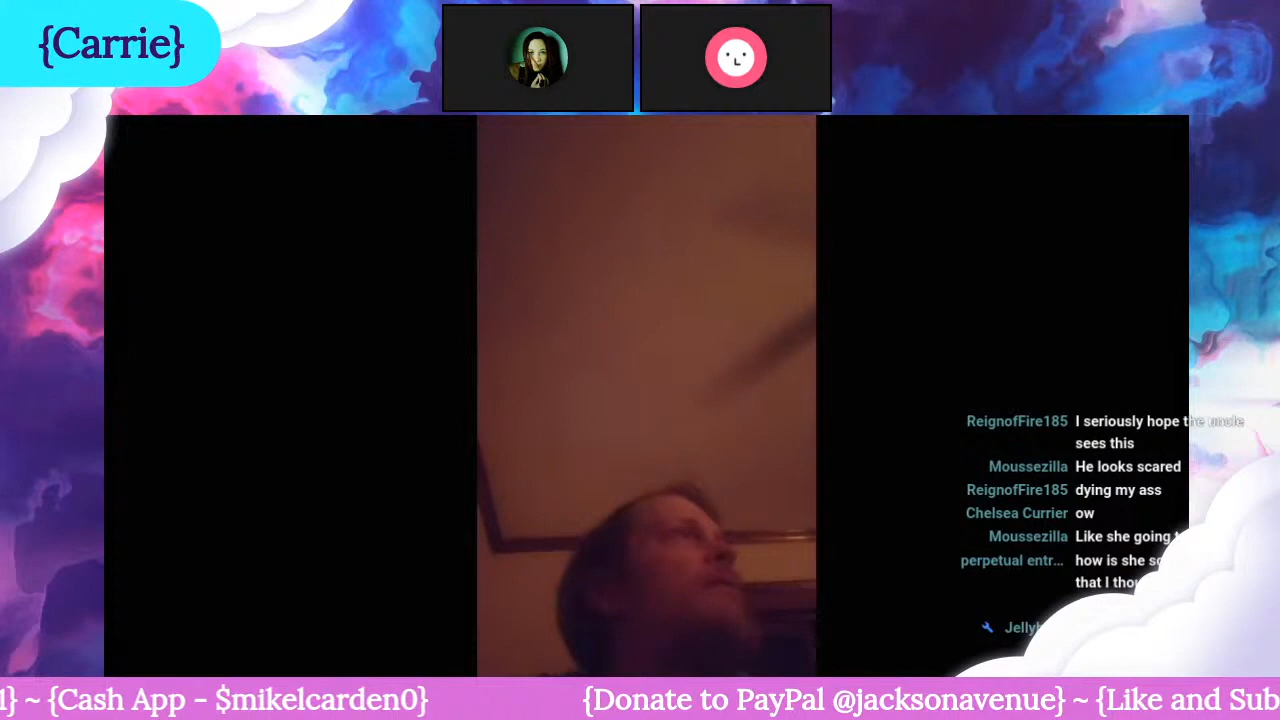 {Carrie}
ReignofFire185 I seriously hope the uncle
sees this
Moussezilla He looks scared
ReignofFire185 dying my ass
Chelsea Currier ow
Moussezilla Like she going
perpetual entr... how is she
that I
} ~ {Cash App - $mikelcarden0} {Donate to PayPal @jacksonavenue} ~ {Like and Sub